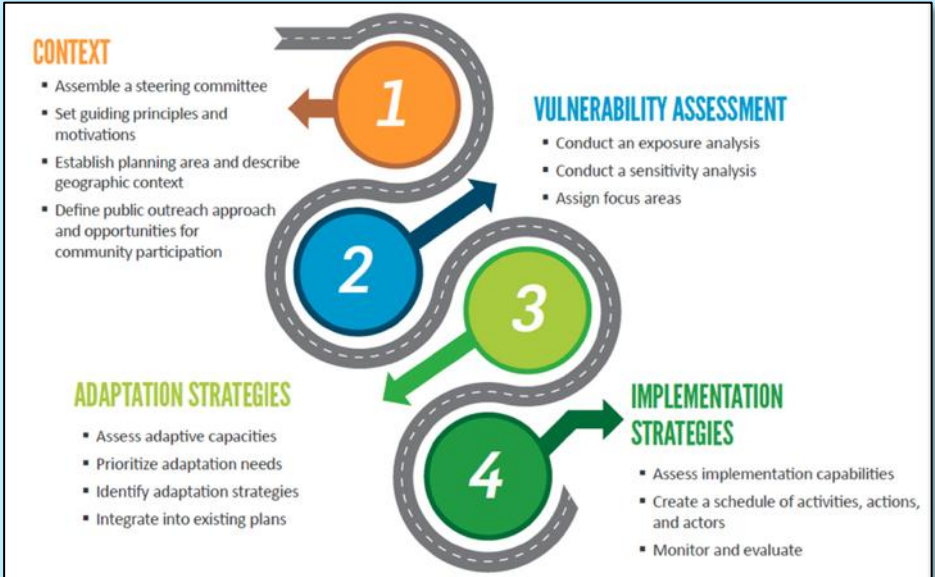 CONTEXT
▪ Assemble a steering committee
▪ Set guiding principles and
motivations
▪ Establish planning area and describe
geographic context
▪ Define public outreach approach
and opportunities for
community participation
1
VULNERABILITY ASSESSMENT
▪ Conduct an exposure analysis
▪ Conduct a sensitivity analysis
▪ Assign focus areas
2
3
ADAPTATION STRATEGIES
▪ Assess adaptive capacities
▪ Prioritize adaptation needs
▪ Identify adaptation strategies
▪ Integrate into existing plans
4
IMPLEMENTATION
STRATEGIES
▪ Assess implementation capabilities
▪ Create a schedule of activities, actions,
and actors
▪ Monitor and evaluate